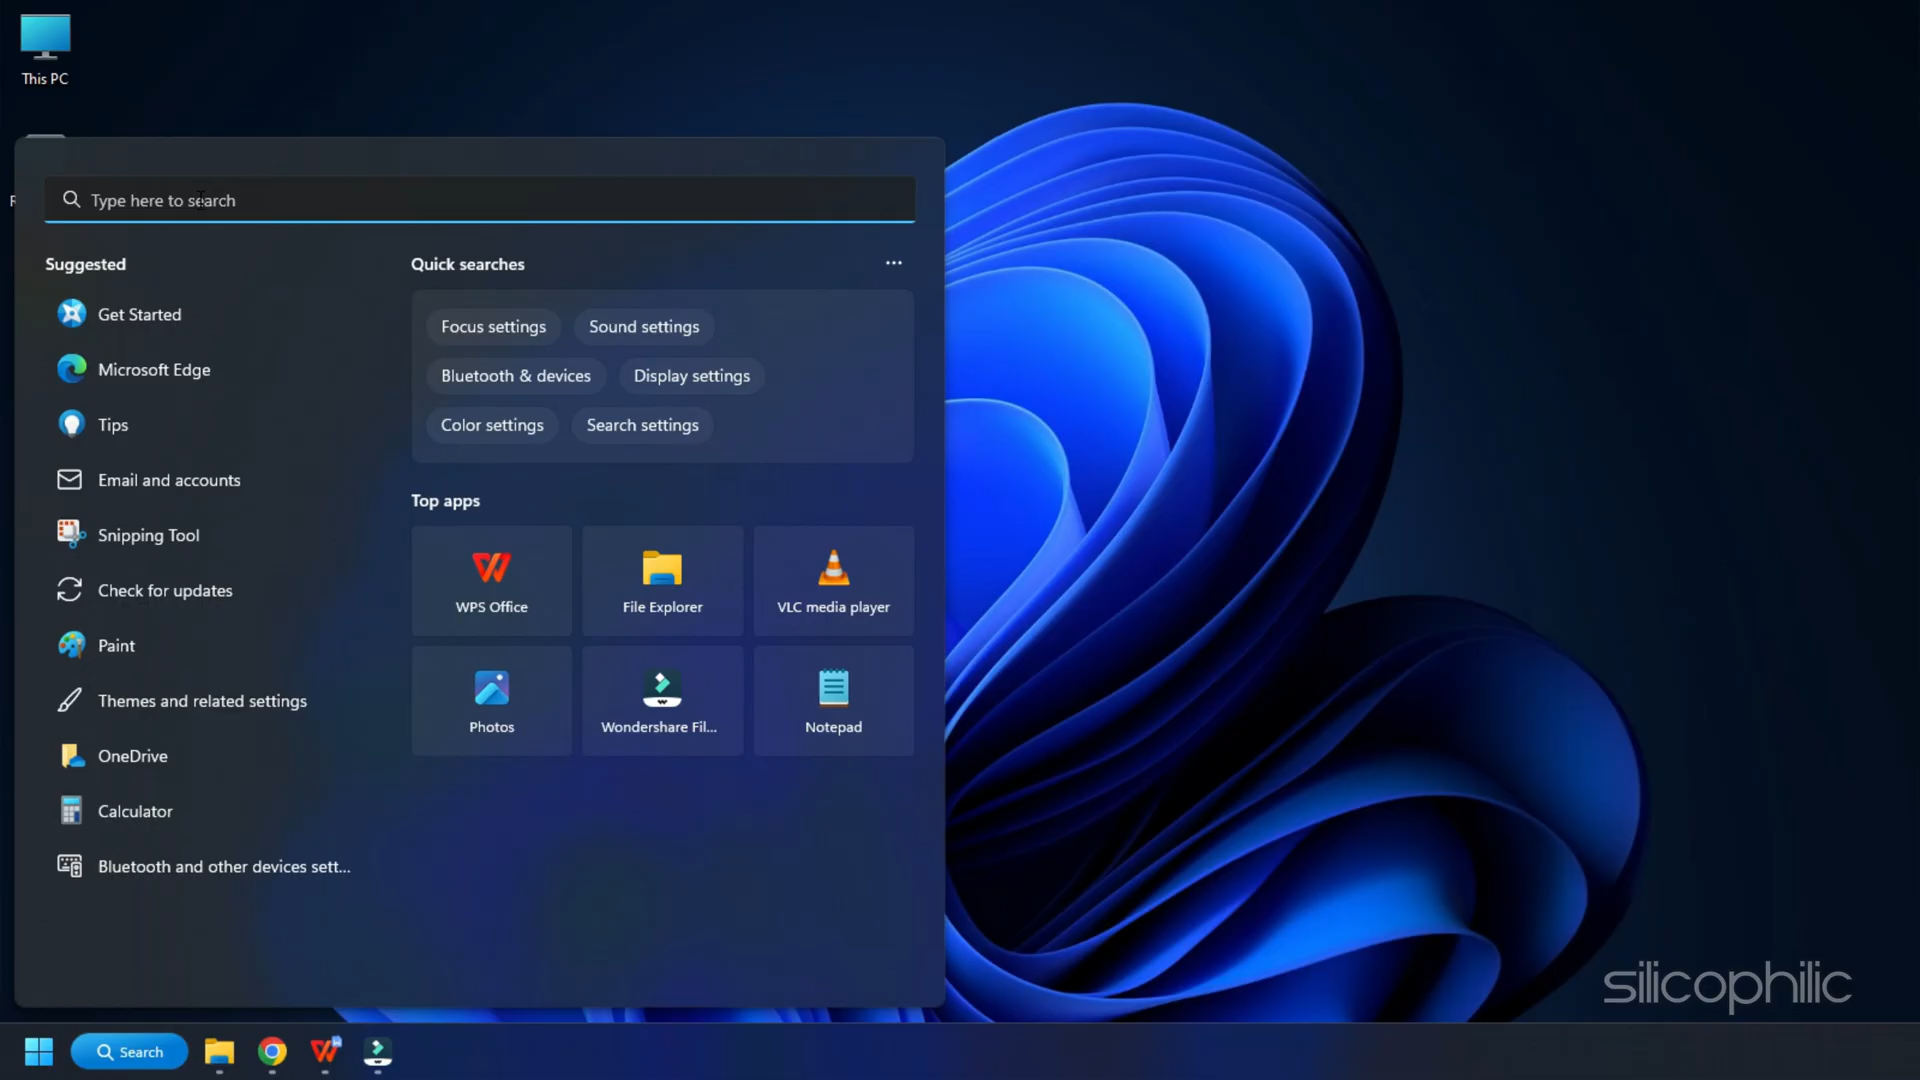 This PC
R
Type here to search
Suggested
Quick searches
Get Started
Focus settings
Sound settings
Microsoft Edge
Bluetooth & devices
Display settings
Tips
Color settings
Search settings
Email and accounts
Top apps
Snipping Tool
WPS Office
File Explorer
VLC media player
Check for updates
Paint
Themes and related settings
Photos
Wondershare Fil...
Notepad
OneDrive
Calculator
Bluetooth and other devices sett...
silicophilic
Search